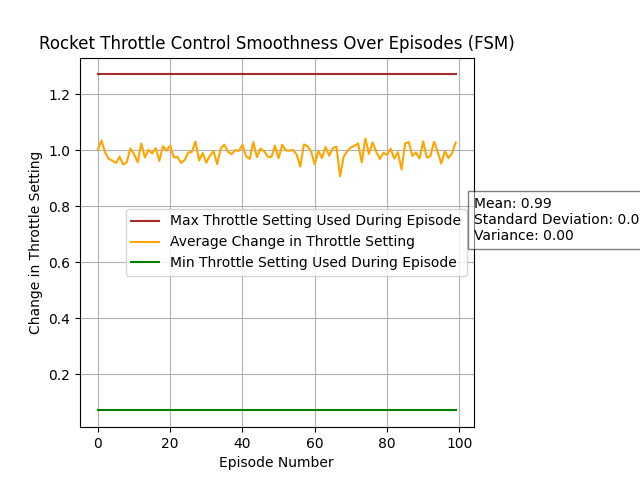 Rocket Throttle Control Smoothness Over Episodes (FSM)
Change in Throttle Setting
1.2
1.0
0.8
0.6
0.4
0.2
Max Throttle Setting Used During Episode
Average Change in Throttle Setting
Min Throttle Setting Used During Episode
Mean: 0.99
Standard Deviation: 0.0
Variance: 0.00
0 20 40 60 80 100
Episode Number